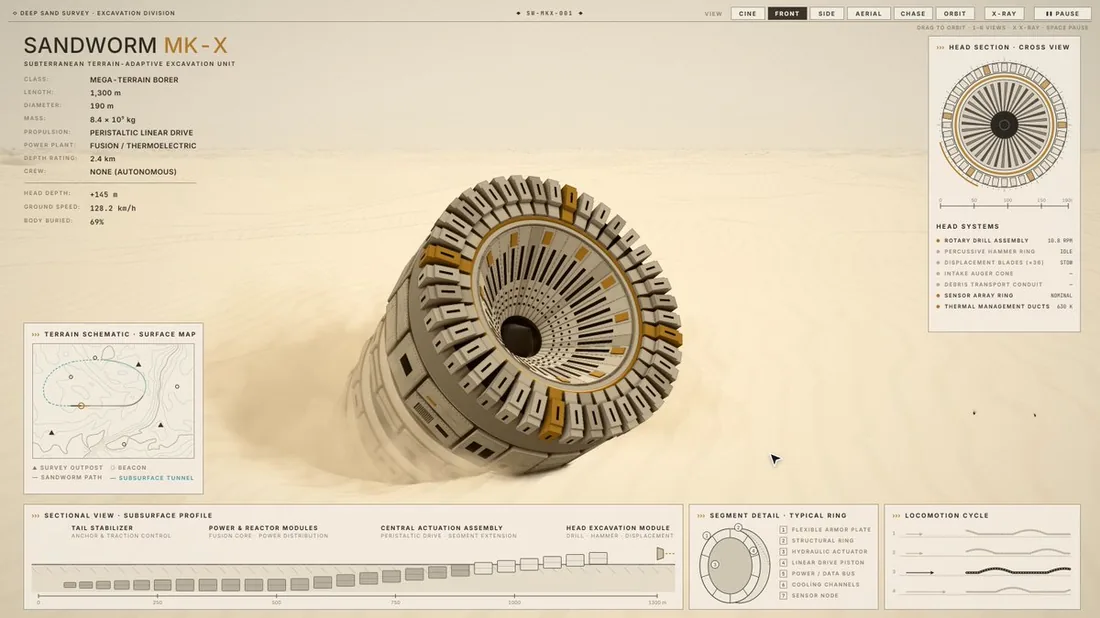 DEEP SAND SURVEY · EXCAVATION DIVISION
SW-MKX-001
VIEW CINE FRONT SIDE AERIAL CHASE ORBIT X-RAY PAUSE
DRAG TO ORBIT · 1–6 VIEWS · X X-RAY · SPACE PAUSE
SANDWORM MK-X
SUBTERRANEAN TERRAIN-ADAPTIVE EXCAVATION UNIT
CLASS: MEGA-TERRAIN BORER
LENGTH: 1,300 m
DIAMETER: 190 m
MASS: 8.4 × 10⁹ kg
PROPULSION: PERISTALTIC LINEAR DRIVE
POWER PLANT: FUSION / THERMOELECTRIC
DEPTH RATING: 2.4 km
CREW: NONE (AUTONOMOUS)
HEAD DEPTH: +145 m
GROUND SPEED: 128.2 km/h
BODY BURIED: 69%
››› HEAD SECTION · CROSS VIEW
0 50 100 150 190
HEAD SYSTEMS
ROTARY DRILL ASSEMBLY 10.8 RPM
PERCUSSIVE HAMMER RING IDLE
DISPLACEMENT BLADES (×36) STOW
INTAKE AUGER CONE —
DEBRIS TRANSPORT CONDUIT —
SENSOR ARRAY RING NOMINAL
THERMAL MANAGEMENT DUCTS 630 K
››› TERRAIN SCHEMATIC · SURFACE MAP
▲ SURVEY OUTPOST ○ BEACON
— SANDWORM PATH — SUBSURFACE TUNNEL
››› SECTIONAL VIEW · SUBSURFACE PROFILE
TAIL STABILIZER
ANCHOR & TRACTION CONTROL
POWER & REACTOR MODULES
FUSION CORE · POWER DISTRIBUTION
CENTRAL ACTUATION ASSEMBLY
PERISTALTIC DRIVE · SEGMENT EXTENSION
HEAD EXCAVATION MODULE
DRILL · HAMMER · DISPLACEMENT
0 250 500 750 1000 1300 m
››› SEGMENT DETAIL · TYPICAL RING
1 FLEXIBLE ARMOR PLATE
2 STRUCTURAL RING
3 HYDRAULIC ACTUATOR
4 LINEAR DRIVE PISTON
5 POWER / DATA BUS
6 COOLING CHANNELS
7 SENSOR NODE
››› LOCOMOTION CYCLE
1
2
3
4